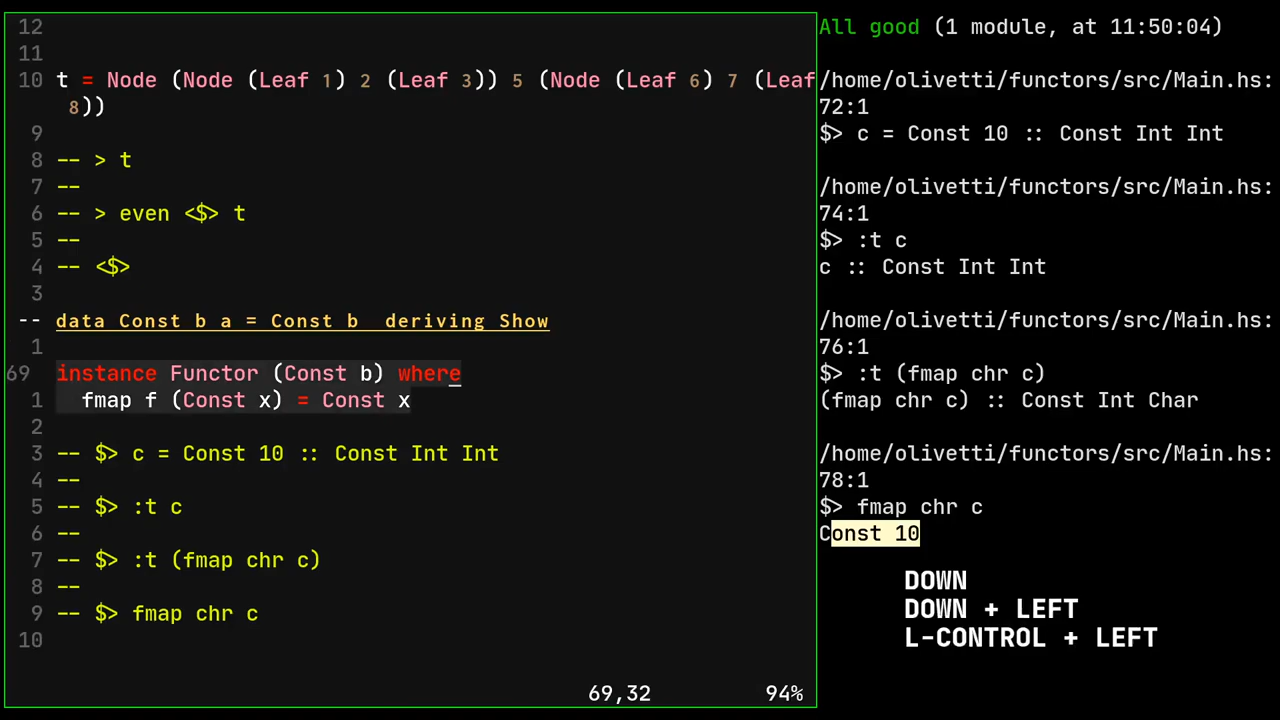 12
11
10 t = Node (Node (Leaf 1) 2 (Leaf 3)) 5 (Node (Leaf 6) 7 (Leaf
8))
9
8 -- > t
7 --
6 -- > even <$> t
5 --
4 -- <$>
3
-- data Const b a = Const b  deriving Show
1
69 instance Functor (Const b) where
1   fmap f (Const x) = Const x
2
3 -- $> c = Const 10 :: Const Int Int
4 --
5 -- $> :t c
6 --
7 -- $> :t (fmap chr c)
8 --
9 -- $> fmap chr c
10
69,32 94%
All good (1 module, at 11:50:04)
/home/olivetti/functors/src/Main.hs:
72:1
$> c = Const 10 :: Const Int Int
/home/olivetti/functors/src/Main.hs:
74:1
$> :t c
c :: Const Int Int
/home/olivetti/functors/src/Main.hs:
76:1
$> :t (fmap chr c)
(fmap chr c) :: Const Int Char
/home/olivetti/functors/src/Main.hs:
78:1
$> fmap chr c
Const 10
DOWN
DOWN + LEFT
L-CONTROL + LEFT